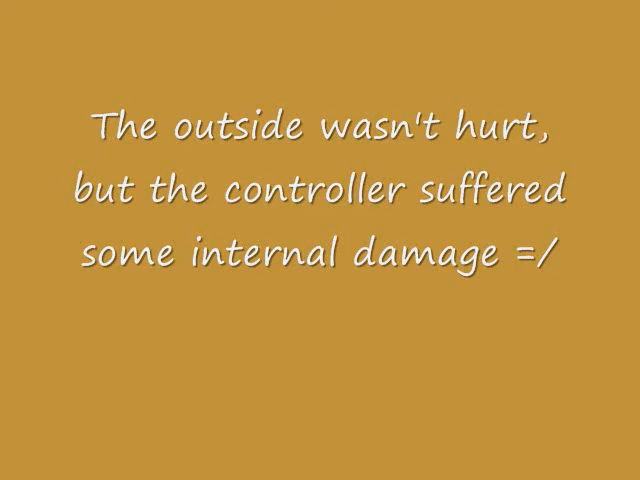 The outside wasn't hurt,
but the controller suffered
some internal damage =/